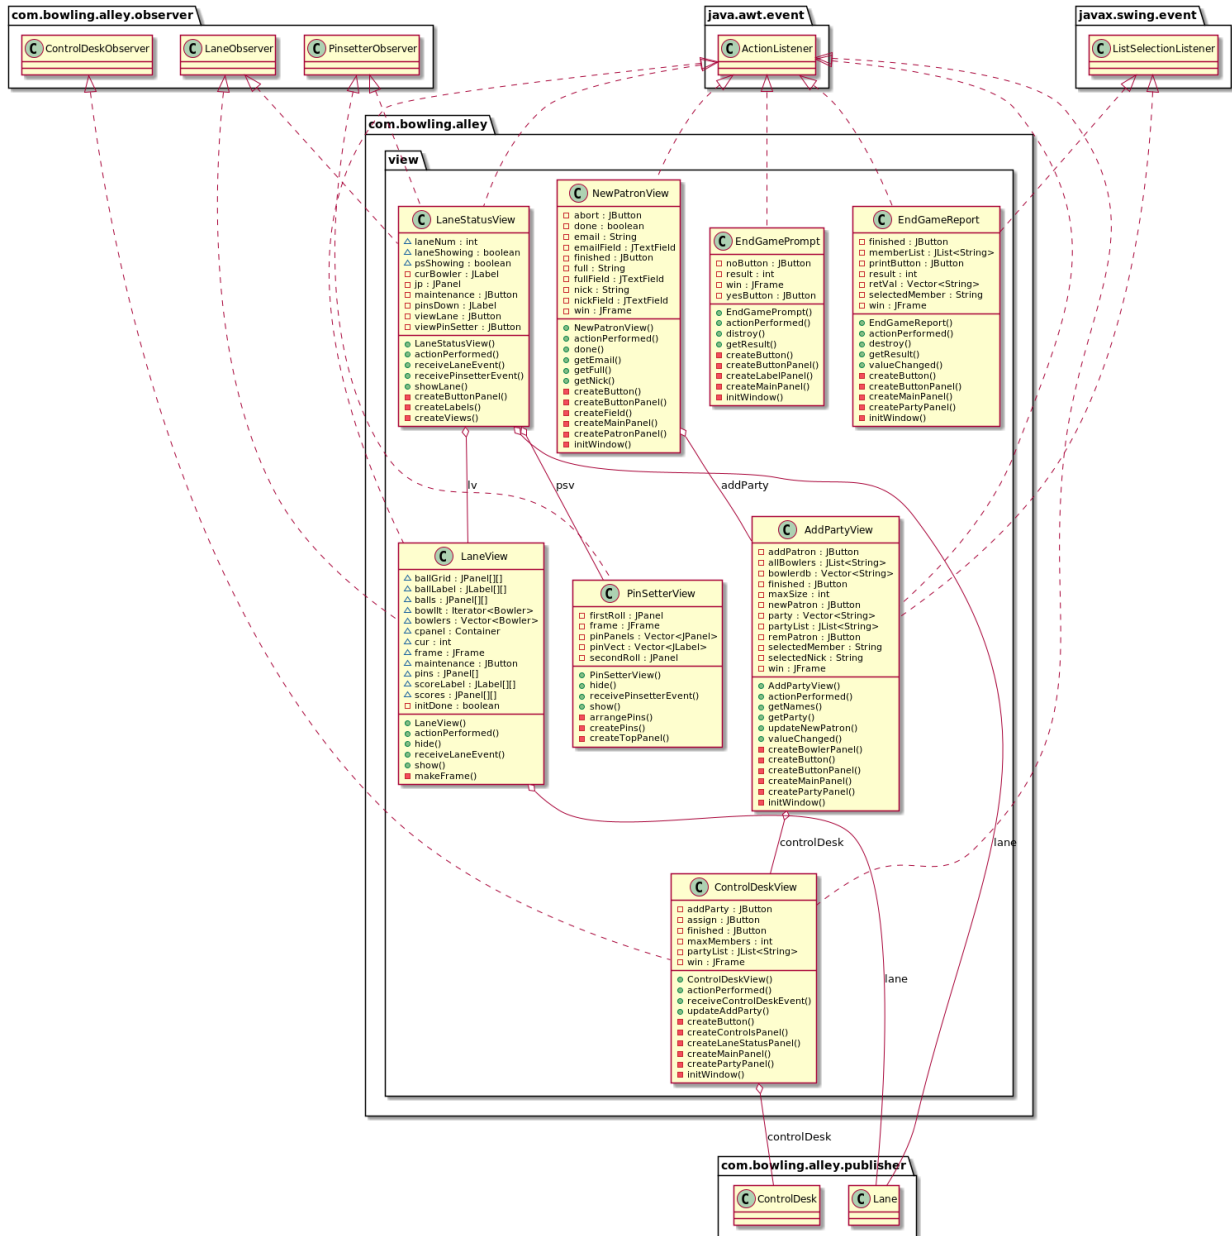 com.bowling.alley.observer
C ControlDeskObserver
C LaneObserver
C PinsetterObserver
java.awt.event
C ActionListener
javax.swing.event
C ListSelectionListener
com.bowling.alley
view
C LaneStatusView
laneNum : int
laneShowing : boolean
psShowing : boolean
curBowler : JLabel
jp : JPanel
maintenance : JButton
pinsDown : JLabel
viewLane : JButton
viewPinSetter : JButton
LaneStatusView()
actionPerformed()
receiveLaneEvent()
receivePinsetterEvent()
showLane()
createButtonPanel()
createLabels()
createViews()
C NewPatronView
abort : JButton
done : boolean
email : String
emailField : JTextField
finished : JButton
full : String
fullField : JTextField
nick : String
nickField : JTextField
win : JFrame
NewPatronView()
actionPerformed()
done()
getEmail()
getFull()
getNick()
createButton()
createButtonPanel()
createField()
createMainPanel()
createPatronPanel()
initWindow()
C EndGamePrompt
noButton : JButton
result : int
win : JFrame
yesButton : JButton
EndGamePrompt()
actionPerformed()
distroy()
getResult()
createButton()
createButtonPanel()
createLabelPanel()
createMainPanel()
initWindow()
C EndGameReport
finished : JButton
memberList : JList<String>
printButton : JButton
result : int
retVal : Vector<String>
selectedMember : String
win : JFrame
EndGameReport()
actionPerformed()
destroy()
getResult()
valueChanged()
createButton()
createButtonPanel()
createMainPanel()
createPartyPanel()
initWindow()
lv
psv
addParty
C LaneView
ballGrid : JPanel[][]
ballLabel : JLabel[][]
balls : JPanel[][]
bowlIt : Iterator<Bowler>
bowlers : Vector<Bowler>
cpanel : Container
cur : int
frame : JFrame
maintenance : JButton
pins : JPanel[]
scoreLabel : JLabel[][]
scores : JPanel[][]
initDone : boolean
LaneView()
actionPerformed()
hide()
receiveLaneEvent()
show()
makeFrame()
C PinSetterView
firstRoll : JPanel
frame : JFrame
pinPanels : Vector<JPanel>
pinVect : Vector<JLabel>
secondRoll : JPanel
PinSetterView()
hide()
receivePinsetterEvent()
show()
arrangePins()
createPins()
createTopPanel()
C AddPartyView
addPatron : JButton
allBowlers : JList<String>
bowlerdb : Vector<String>
finished : JButton
maxSize : int
newPatron : JButton
party : Vector<String>
partyList : JList<String>
remPatron : JButton
selectedMember : String
selectedNick : String
win : JFrame
AddPartyView()
actionPerformed()
getNames()
getParty()
updateNewPatron()
valueChanged()
createBowlerPanel()
createButton()
createButtonPanel()
createMainPanel()
createPartyPanel()
initWindow()
controlDesk
lane
C ControlDeskView
addParty : JButton
assign : JButton
finished : JButton
maxMembers : int
partyList : JList<String>
win : JFrame
ControlDeskView()
actionPerformed()
receiveControlDeskEvent()
updateAddParty()
createButton()
createControlsPanel()
createLaneStatusPanel()
createMainPanel()
createPartyPanel()
initWindow()
lane
controlDesk
com.bowling.alley.publisher
C ControlDesk
C Lane